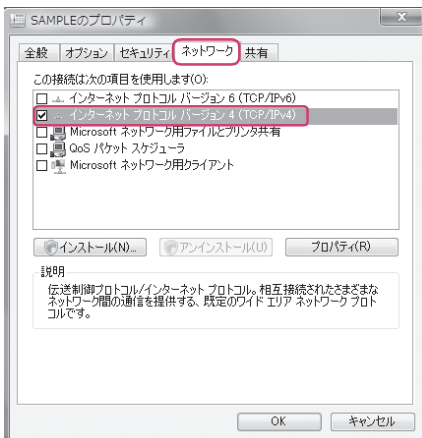 SAMPLEのプロパティ
全般 オプション セキュリティ ネットワーク 共有
この接続は次の項目を使用します(O):
インターネット プロトコル バージョン 6 (TCP/IPv6)
インターネット プロトコル バージョン 4 (TCP/IPv4)
Microsoft ネットワーク用ファイルとプリンタ共有
QoS パケット スケジューラ
Microsoft ネットワーク用クライアント
インストール(N)... アンインストール(U) プロパティ(R)
説明
伝送制御プロトコル/インターネット プロトコル。相互接続されたさまざまな
ネットワーク間の通信を提供する、既定のワイド エリア ネットワーク プロト
コルです。
OK キャンセル